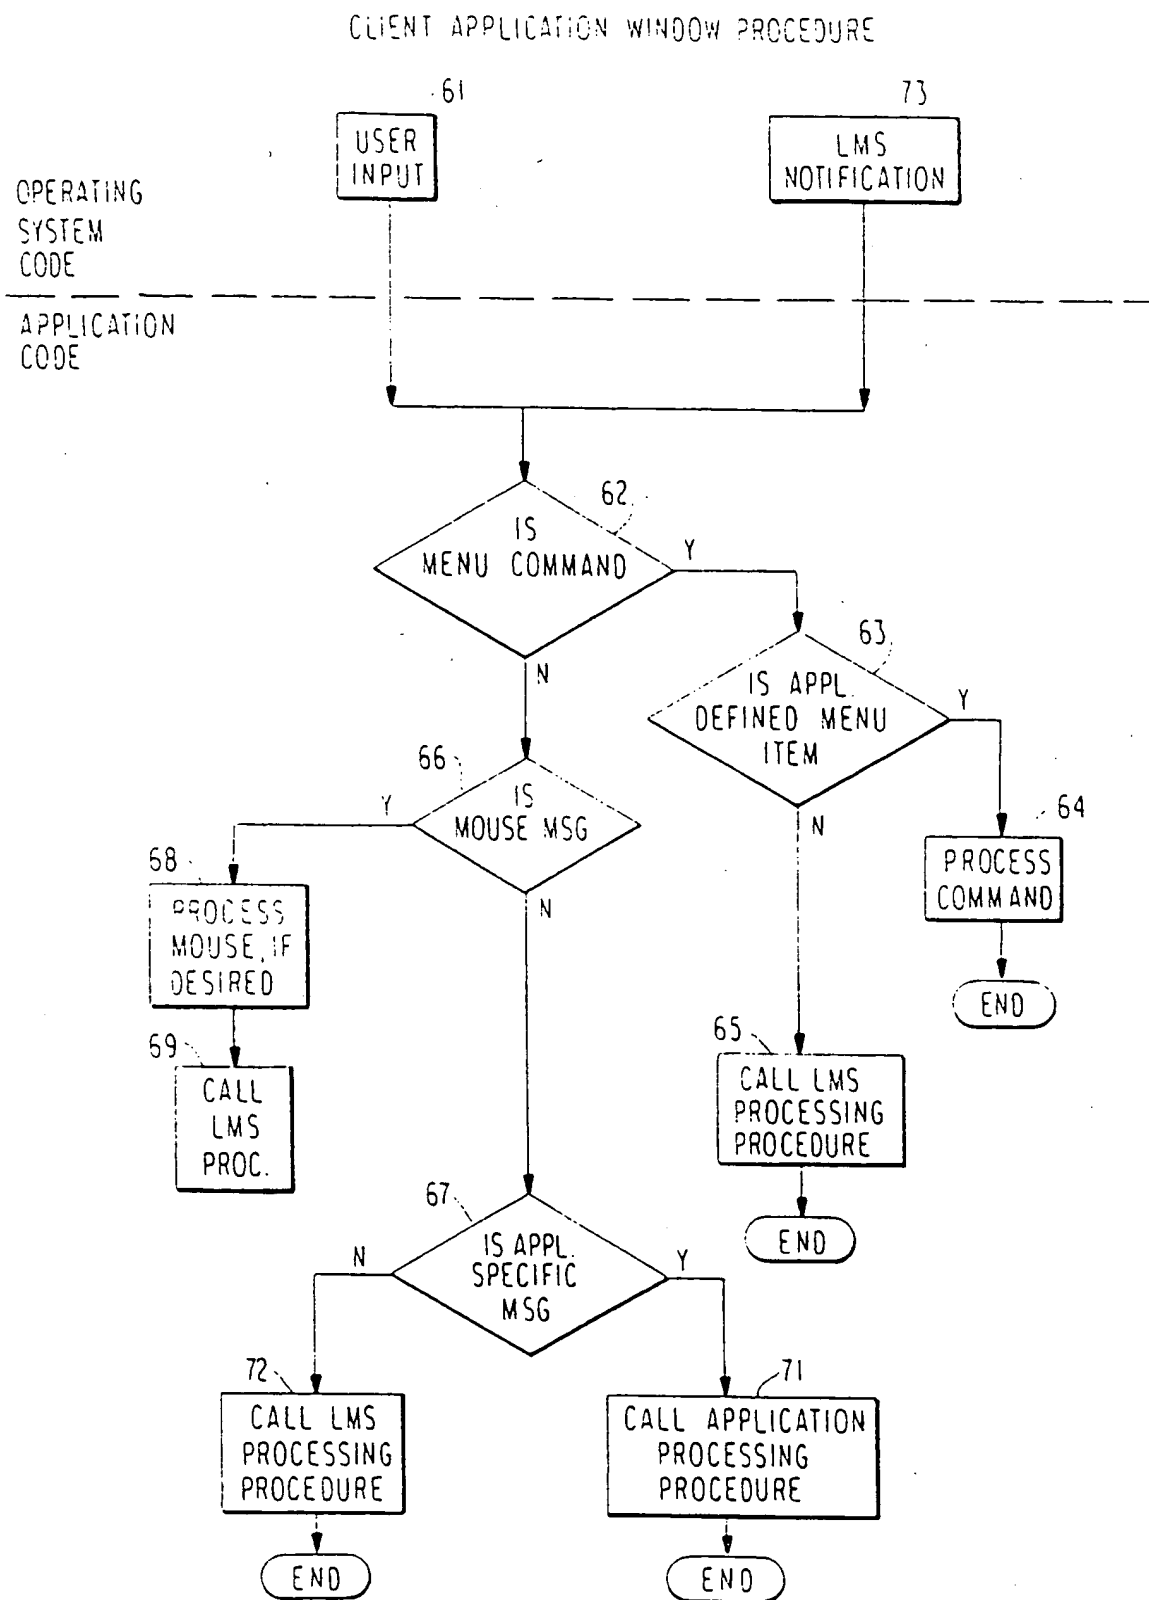 CLIENT APPLICATION WINDOW PROCEDURE
61
73
USER
INPUT
LMS
NOTIFICATION
OPERATING
SYSTEM
CODE
APPLICATION
CODE
62
IS
MENU COMMAND
Y
N
63
IS APPL.
DEFINED MENU
ITEM
Y
N
66
IS
MOUSE MSG
Y
N
64
PROCESS
COMMAND
END
68
PROCESS
MOUSE, IF
DESIRED
69
CALL
LMS
PROC.
65
CALL LMS
PROCESSING
PROCEDURE
END
67
IS APPL.
SPECIFIC
MSG
N
Y
72
CALL LMS
PROCESSING
PROCEDURE
END
71
CALL APPLICATION
PROCESSING
PROCEDURE
END